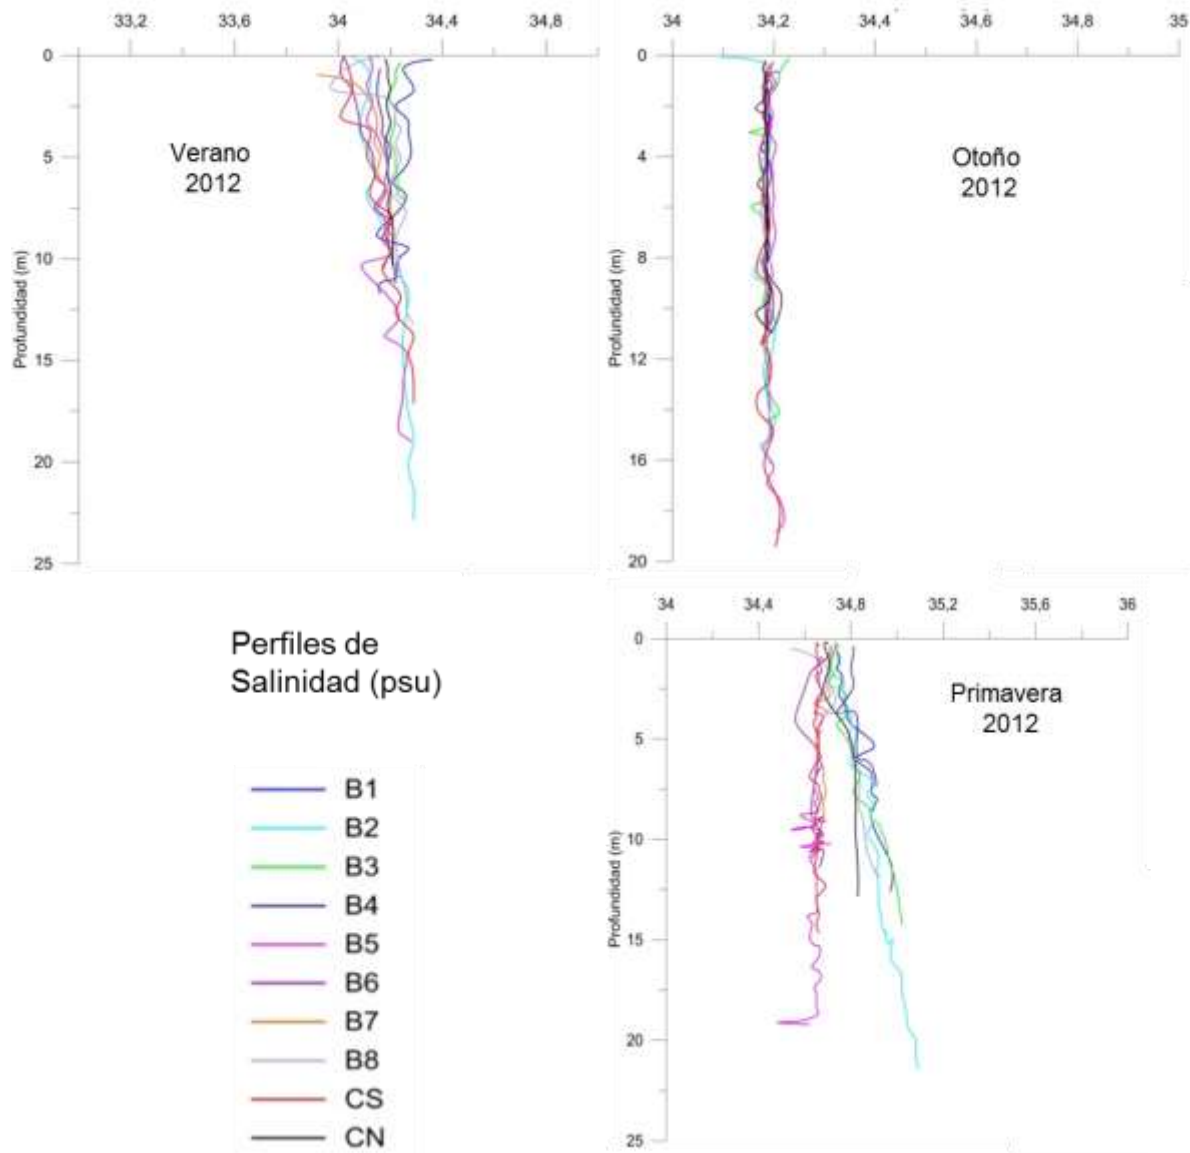 33,2 33,6 34 34,4 34,8
0
5
10
15
20
25
Profundidad (m)
Verano
2012
34 34,2 34,4 34,6 34,8 35
0
4
8
12
16
20
Profundidad (m)
Otoño
2012
Perfiles de
Salinidad (psu)
B1
B2
B3
B4
B5
B6
B7
B8
CS
CN
34 34,4 34,8 35,2 35,6 36
0
5
10
15
20
25
Profundidad (m)
Primavera
2012